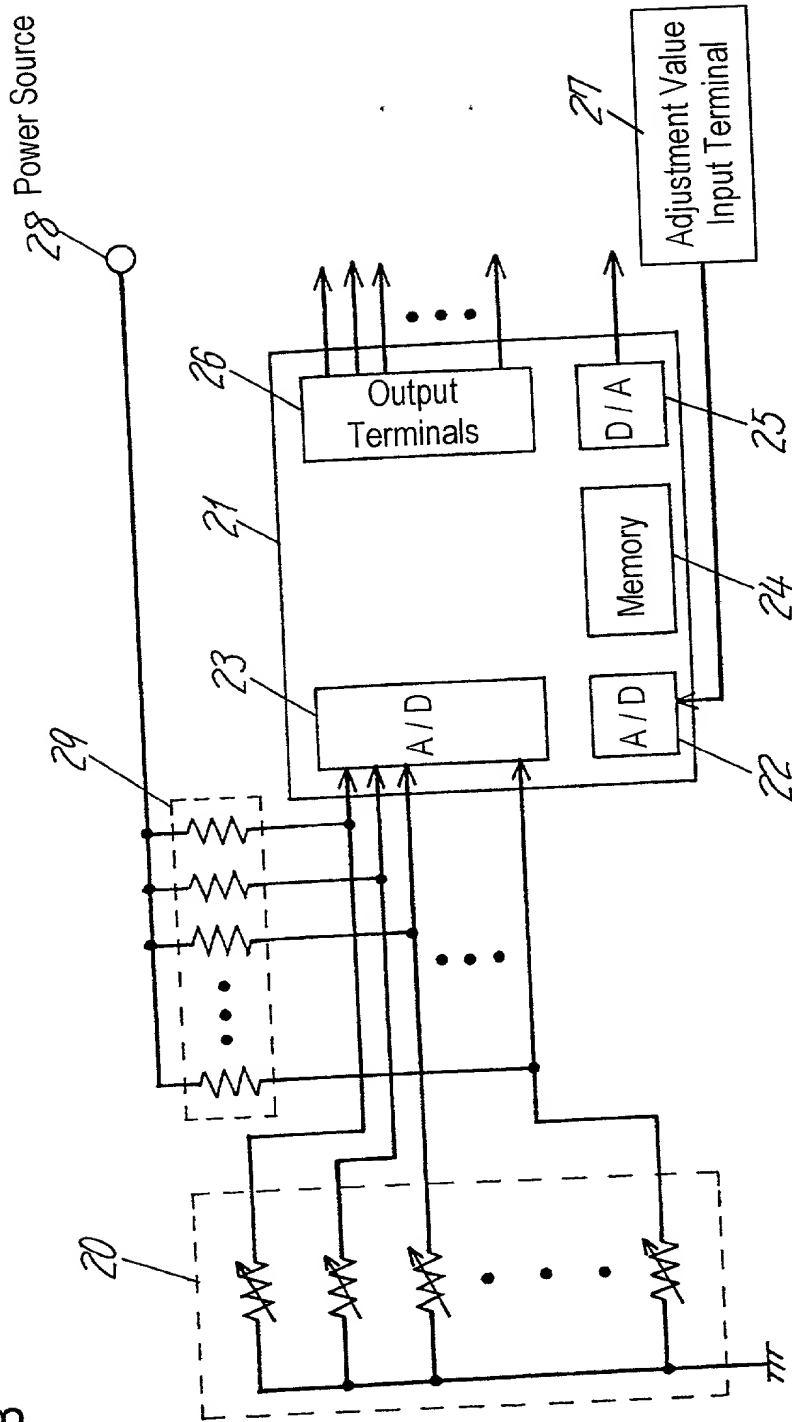 28 Power Source
29
26
21
23
27
20
Output
Terminals
A / D
D / A
Memory
A / D
Adjustment Value
Input Terminal
25
24
22